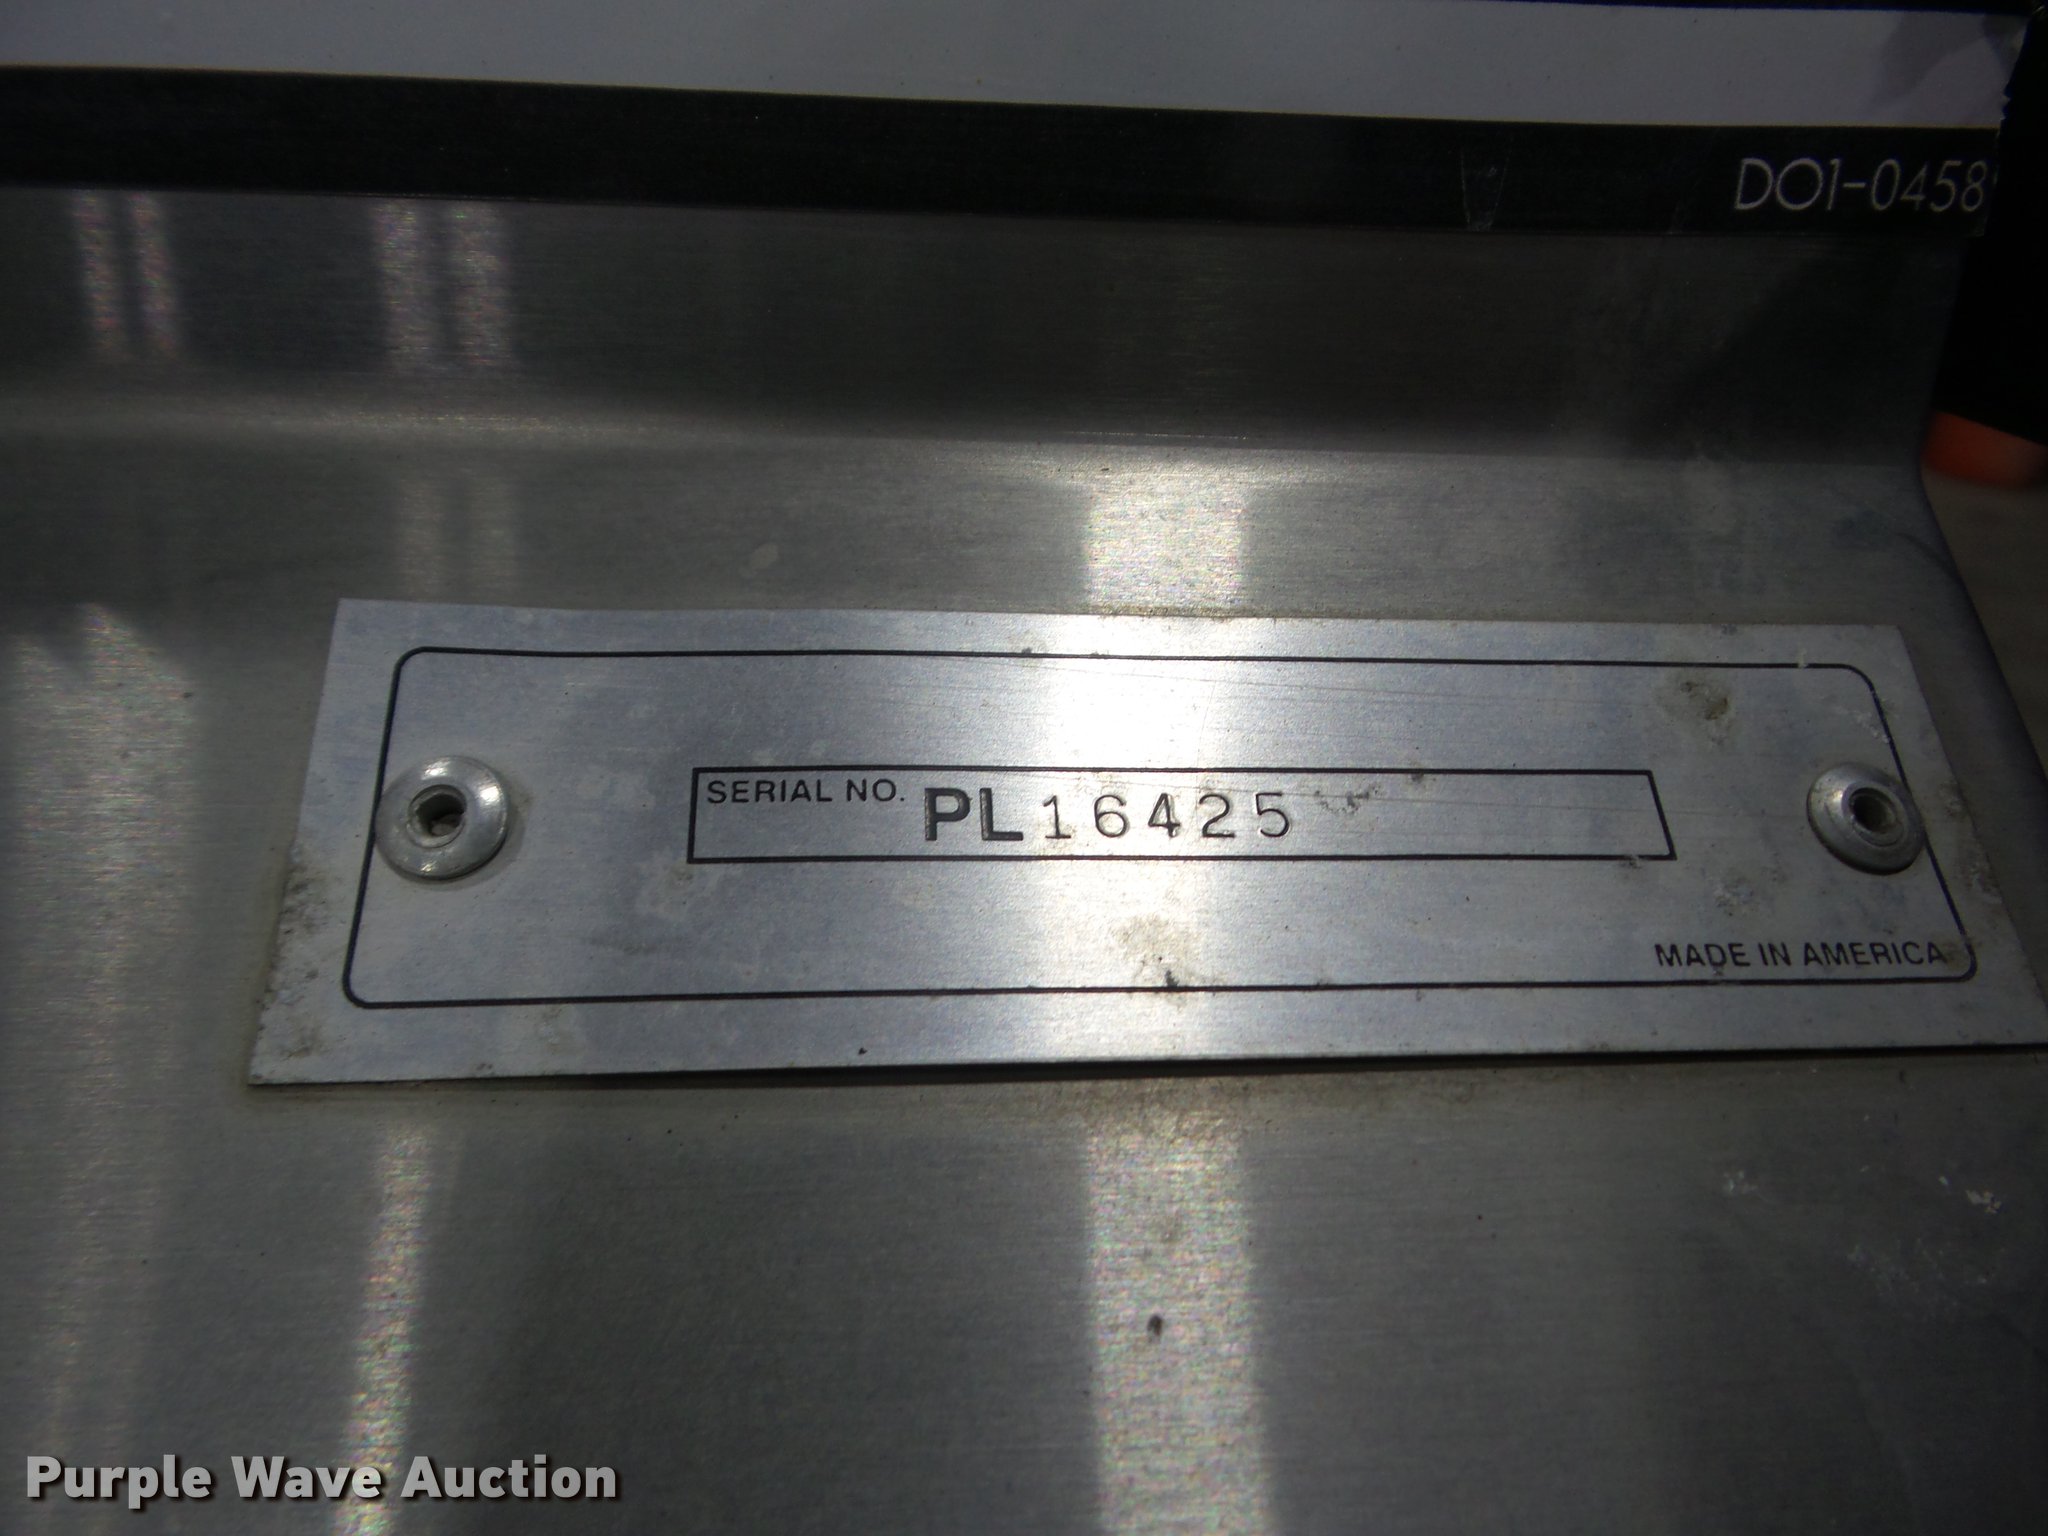 DO1-0458
SERIAL NO. PL16425
MADE IN AMERICA
Purple Wave Auction